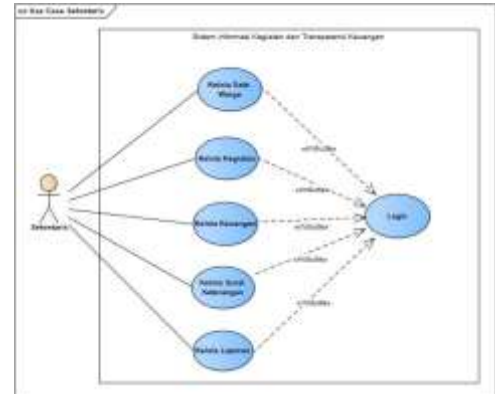 uc Use Case Sekretaris
Sistem Informasi Kegiatan dan Transparansi Keuangan
Kelola Data
Warga
«include»
Kelola Kegiatan
«include»
Login
Kelola Keuangan
Sekretaris
«include»
Kelola Surat
Keterangan
«include»
«include»
Kelola Laporan